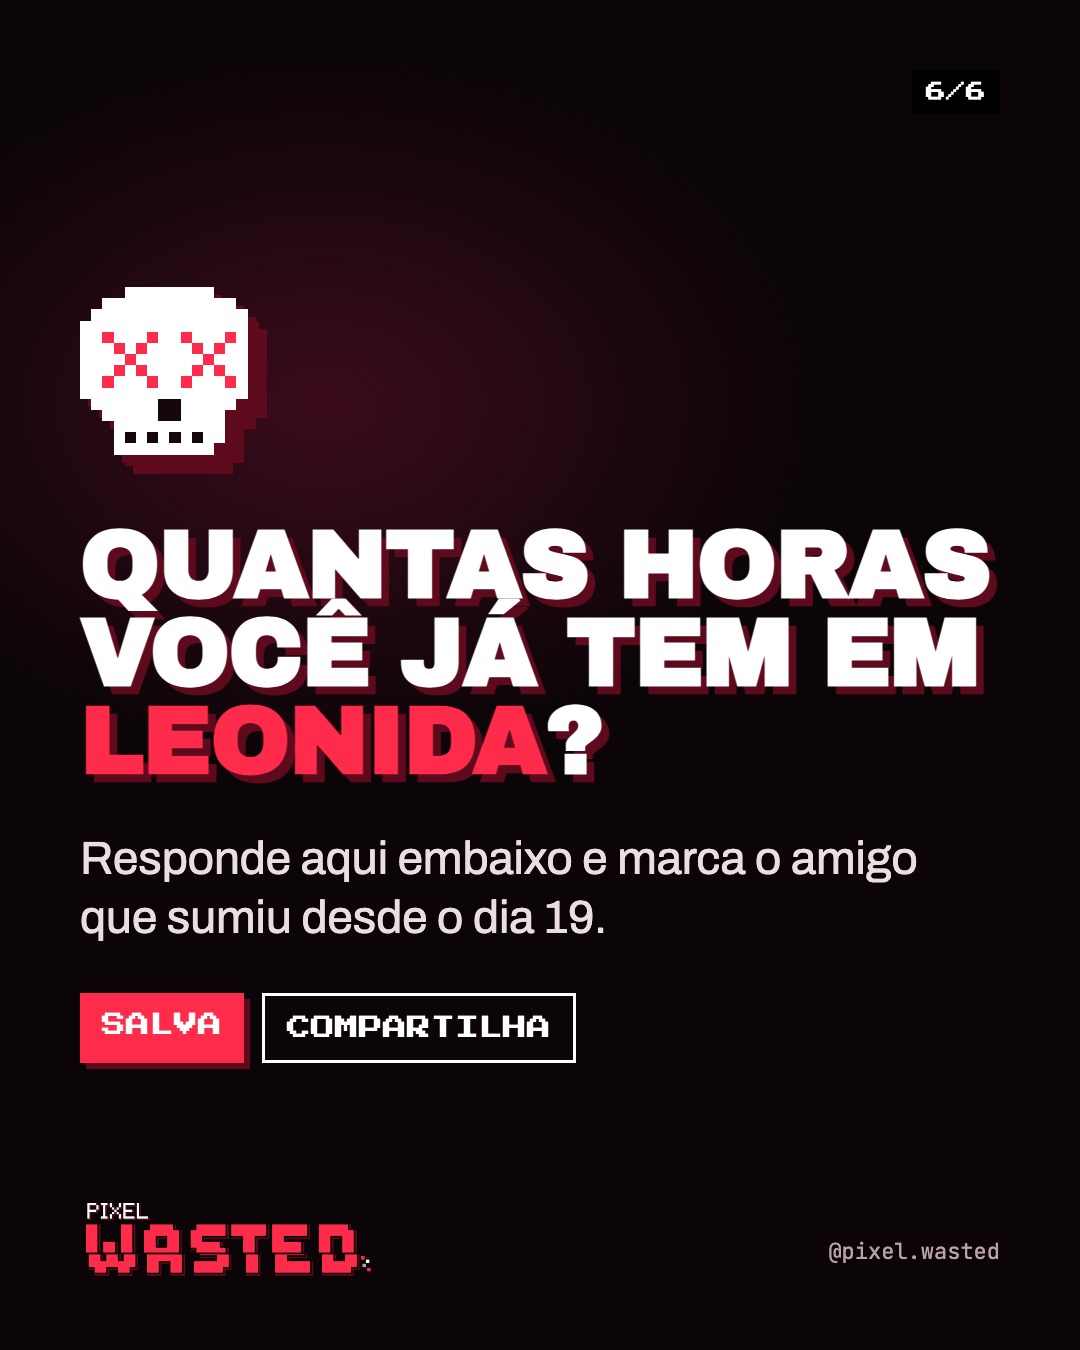 6/6
QUANTAS HORAS
VOCÊ JÁ TEM EM
LEONIDA?
Responde aqui embaixo e marca o amigo
que sumiu desde o dia 19.
SALVA
COMPARTILHA
PIXEL
WASTED
@pixel.wasted